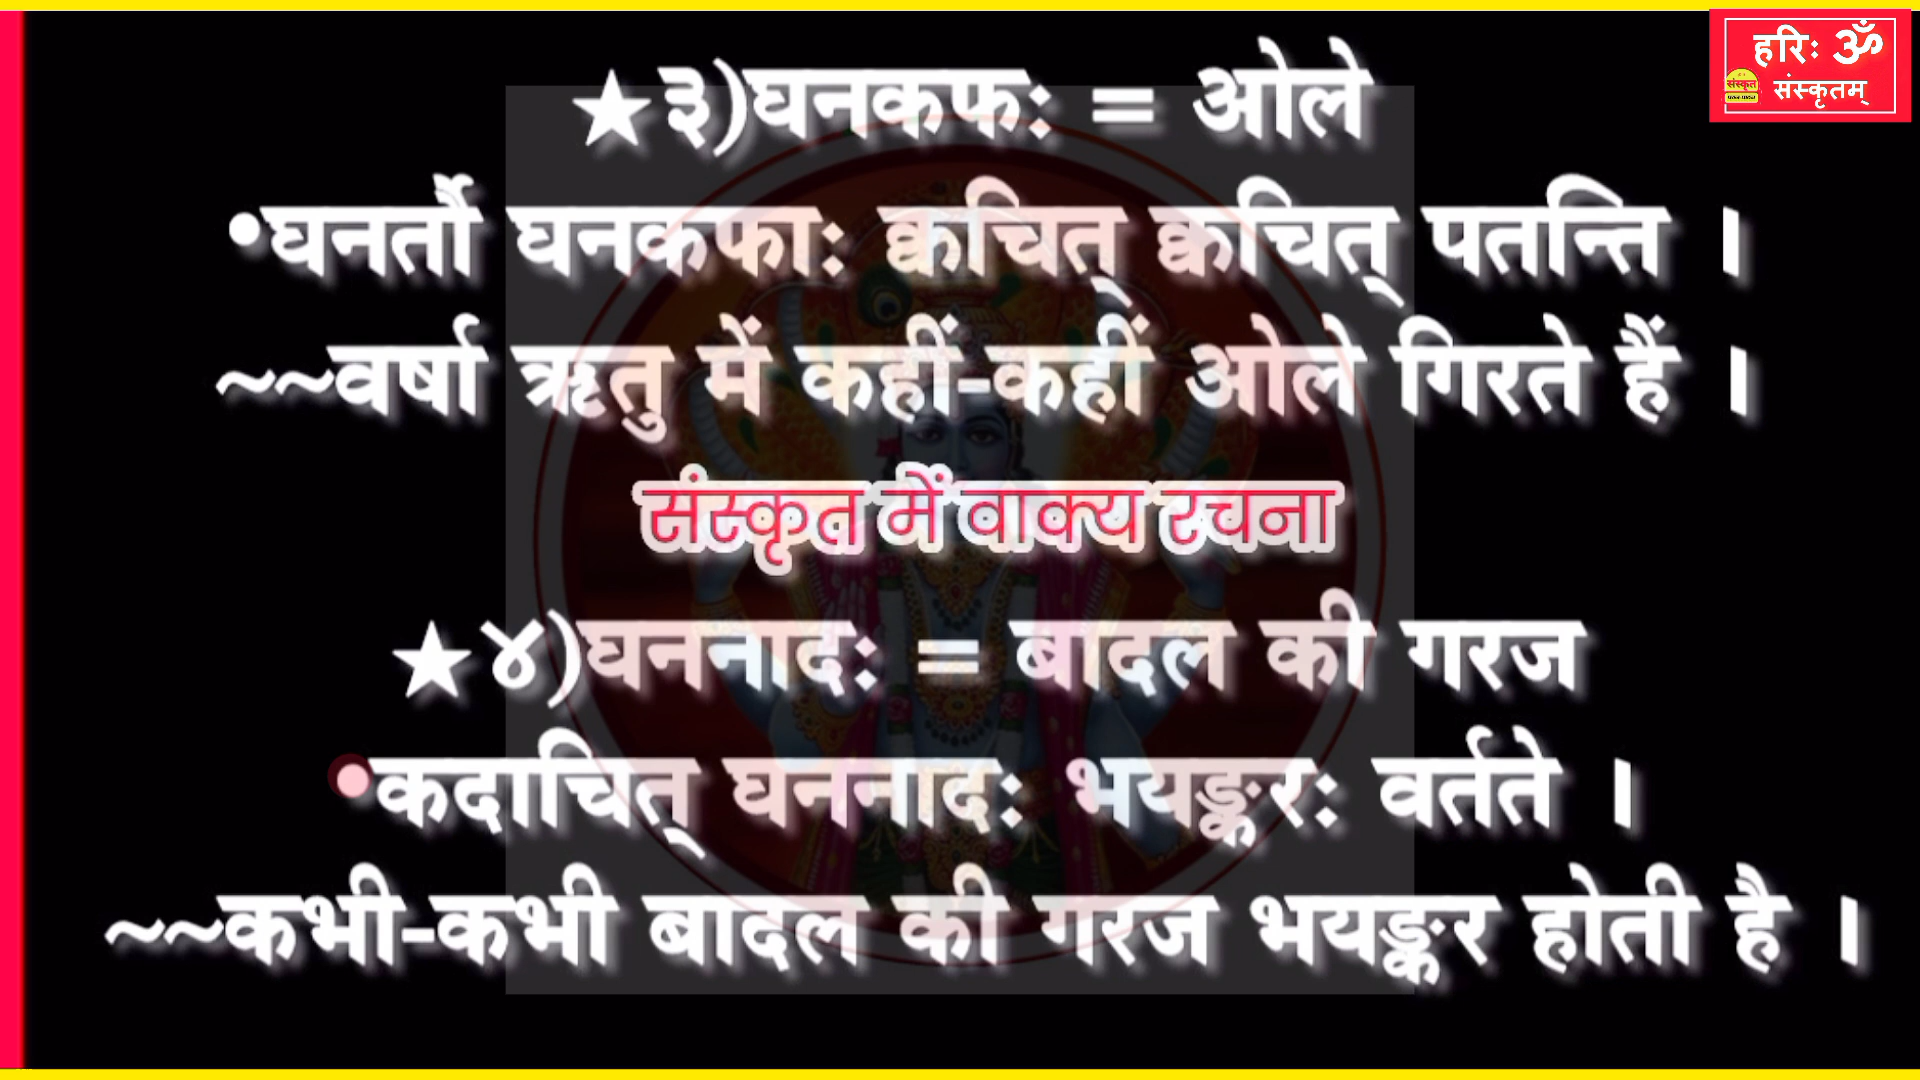 हरिः ॐ
संस्कृतम्
★३)घनकफः = ओले
•घनर्तौ घनकफाः क्वचित् क्वचित् पतन्ति ।
~~वर्षा ऋतु में कहीं-कहीं ओले गिरते हैं ।
संस्कृत में वाक्य रचना
★४)घननादः = बादल की गरज
•कदाचित् घननादः भयङ्करः वर्तते ।
~~कभी-कभी बादल की गरज भयङ्कर होती है ।